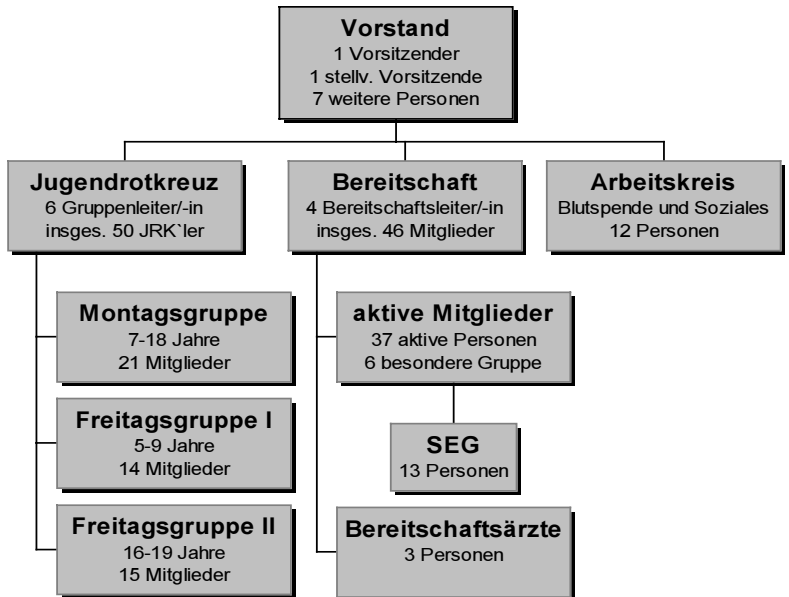 Vorstand
1 Vorsitzender
1 stellv. Vorsitzende
7 weitere Personen
Jugendrotkreuz
6 Gruppenleiter/-in
insges. 50 JRK`ler
Bereitschaft
4 Bereitschaftsleiter/-in
insges. 46 Mitglieder
Arbeitskreis
Blutspende und Soziales
12 Personen
Montagsgruppe
7-18 Jahre
21 Mitglieder
Freitagsgruppe I
5-9 Jahre
14 Mitglieder
Freitagsgruppe II
16-19 Jahre
15 Mitglieder
aktive Mitglieder
37 aktive Personen
6 besondere Gruppe
SEG
13 Personen
Bereitschaftsärzte
3 Personen